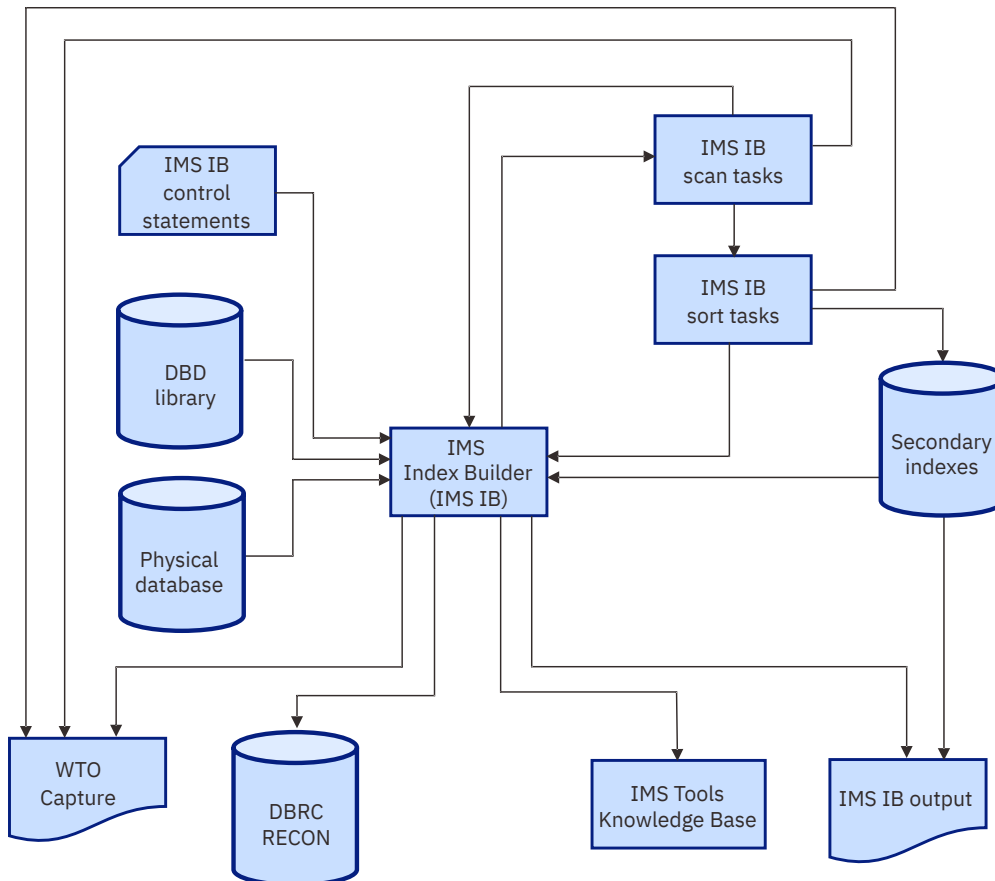 IMS IB
scan tasks
IMS IB
control
statements
IMS IB
sort tasks
DBD
library
Secondary
indexes
IMS
Index Builder
(IMS IB)
Physical
database
WTO
Capture
DBRC
RECON
IMS Tools
Knowledge Base
IMS IB output